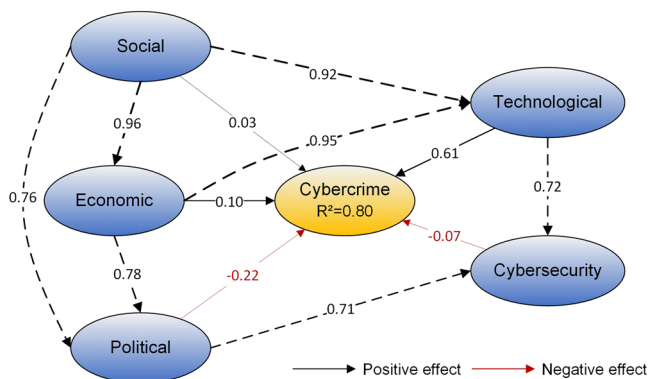 Social
0.92
Technological
0.96
0.03
0.95
0.61
0.76
Economic
0.10
Cybercrime
R²=0.80
0.72
-0.07
0.78
-0.22
Cybersecurity
0.71
Political
Positive effect
Negative effect